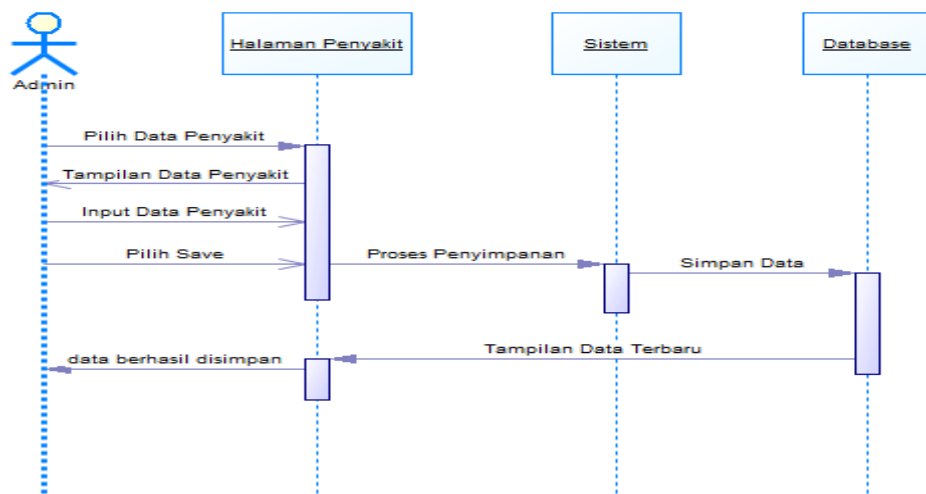 Halaman Penyakit
Sistem
Database
Admin
Pilih Data Penyakit
Tampilan Data Penyakit
Input Data Penyakit
Pilih Save
Proses Penyimpanan
Simpan Data
Tampilan Data Terbaru
data berhasil disimpan